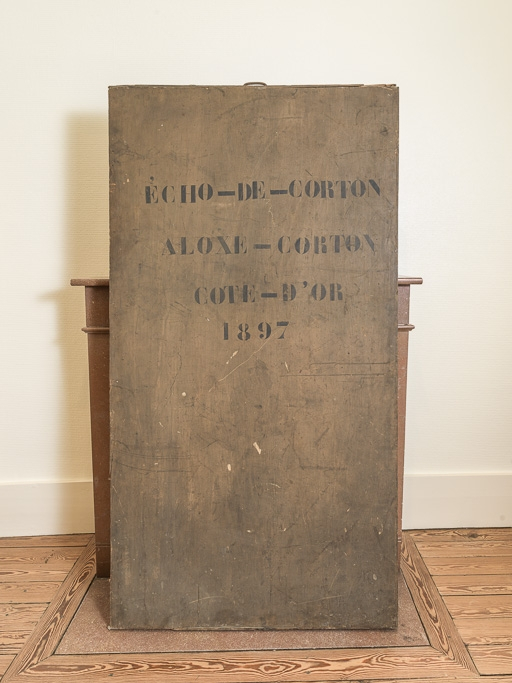 ÉCHO-DE-CORTON
ALOXE-CORTON
COTE-D'OR
1897